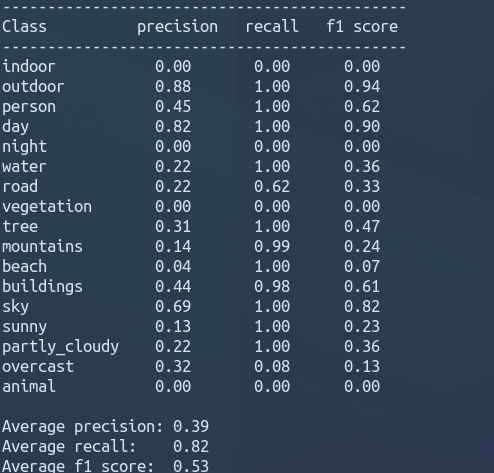 ---------------------------------------------
Class precision recall f1 score
---------------------------------------------
indoor 0.00 0.00 0.00
outdoor 0.88 1.00 0.94
person 0.45 1.00 0.62
day 0.82 1.00 0.90
night 0.00 0.00 0.00
water 0.22 1.00 0.36
road 0.22 0.62 0.33
vegetation 0.00 0.00 0.00
tree 0.31 1.00 0.47
mountains 0.14 0.99 0.24
beach 0.04 1.00 0.07
buildings 0.44 0.98 0.61
sky 0.69 1.00 0.82
sunny 0.13 1.00 0.23
partly_cloudy 0.22 1.00 0.36
overcast 0.32 0.08 0.13
animal 0.00 0.00 0.00
Average precision: 0.39
Average recall: 0.82
Average f1 score: 0.53